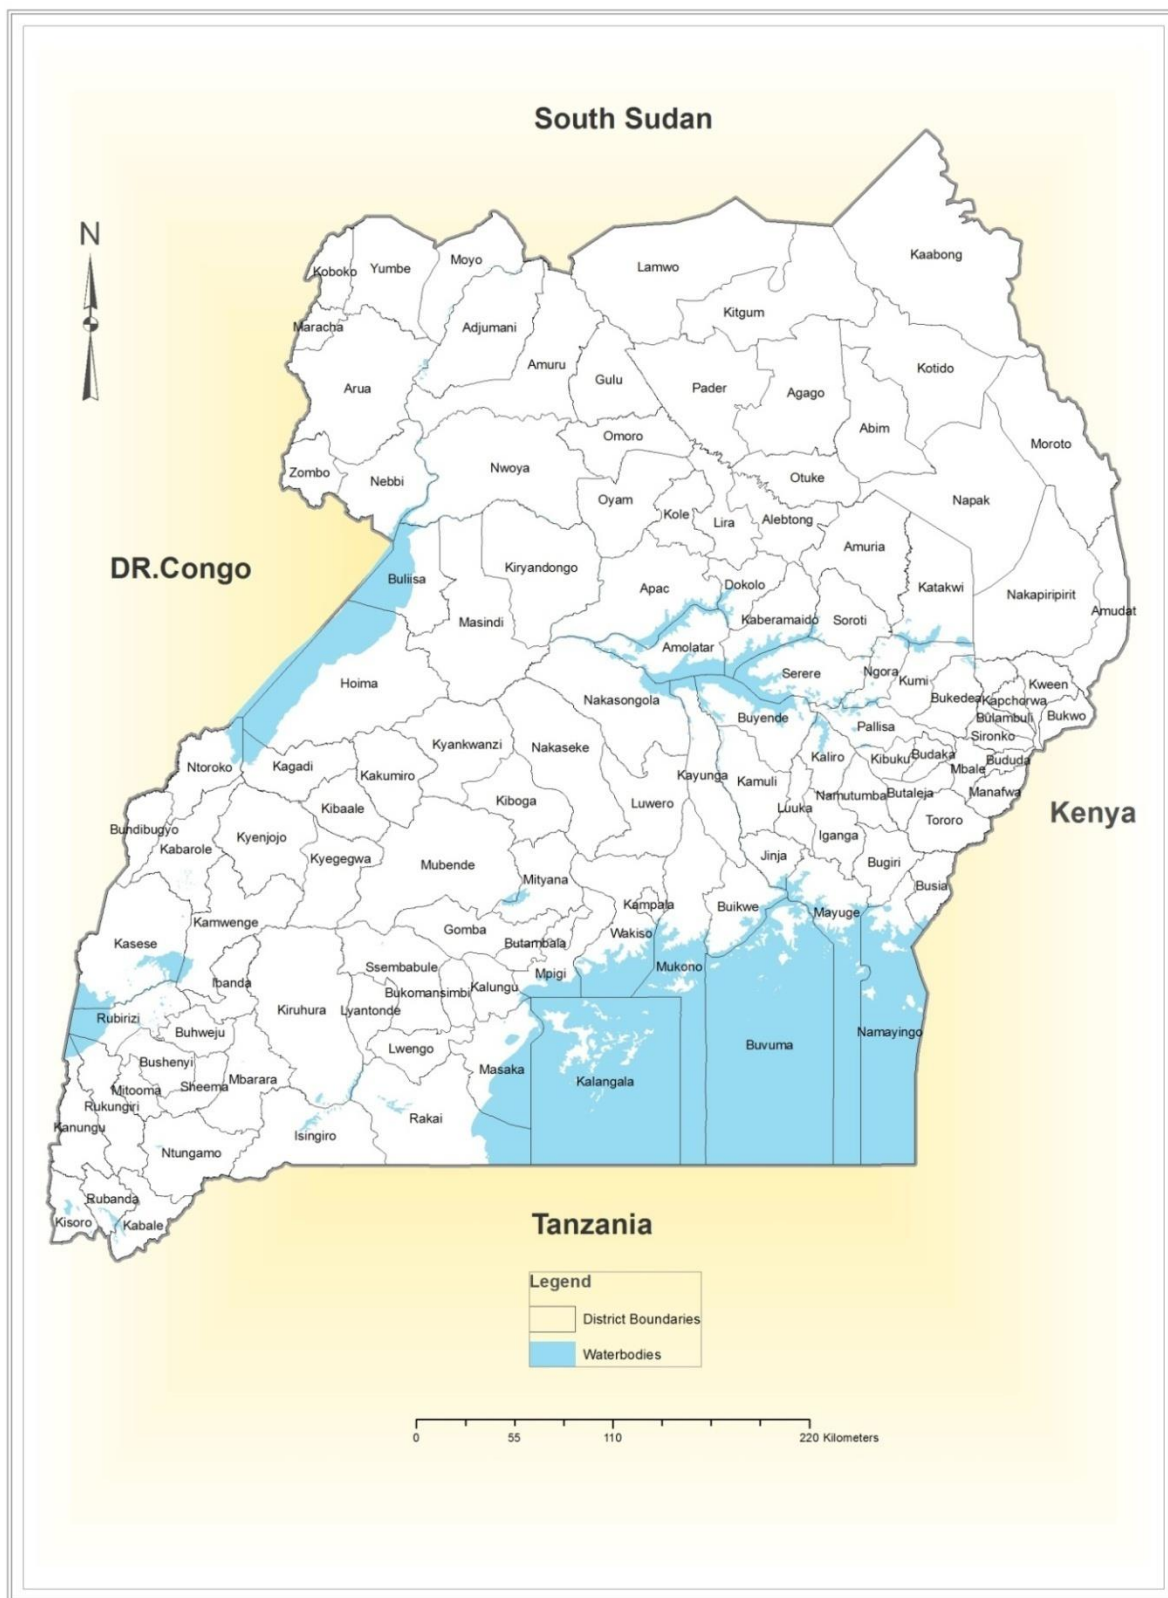 South Sudan
N
Kaabong
Moyo
Koboko
Yumbe
Lamwo
Kitgum
Maracha
Adjumani
Amuru
Gulu
Kotido
Arua
Pader
Agago
Abim
Omoro
Moroto
Zombo
Nebbi
Nwoya
Otuke
Oyam
Kole
Lira
Alebtong
Napak
Amuria
DR.Congo
Buliisa
Kiryandongo
Apac
Dokolo
Katakwi
Nakapiripirit
Amudat
Masindi
Kaberamaido
Soroti
Amolatar
Hoima
Serere
Ngora
Kumi
Kween
Nakasongola
Bukedea
Kapchorwa
Buyende
Bulambuli
Bukwo
Pallisa
Sironko
Kyankwanzi
Nakaseke
Ntoroko
Kagadi
Kakumiro
Kayunga
Kamuli
Kaliro
Kibuku
Budaka
Mbale
Bududa
Kibaale
Kiboga
Luwero
Luuka
Namutumba
Butaleja
Manafwa
Kenya
Bundibugyo
Kabarole
Kyenjojo
Kyegegwa
Mubende
Iganga
Tororo
Jinja
Bugiri
Mityana
Busia
Kamwenge
Kampala
Buikwe
Mayuge
Kasese
Gomba
Butambala
Wakiso
Ssembabule
Mpigi
Mukono
Ibanda
Bukomansimbi
Kalungu
Kiruhura
Lyantonde
Rubirizi
Buhweju
Namayingo
Lwengo
Buvuma
Bushenyi
Masaka
Kalangala
Mitooma
Sheema
Mbarara
Rukungiri
Kanungu
Rakai
Isingiro
Ntungamo
Rubanda
Kisoro
Kabale
Tanzania
Legend
District Boundaries
Waterbodies
0 55 110 220 Kilometers